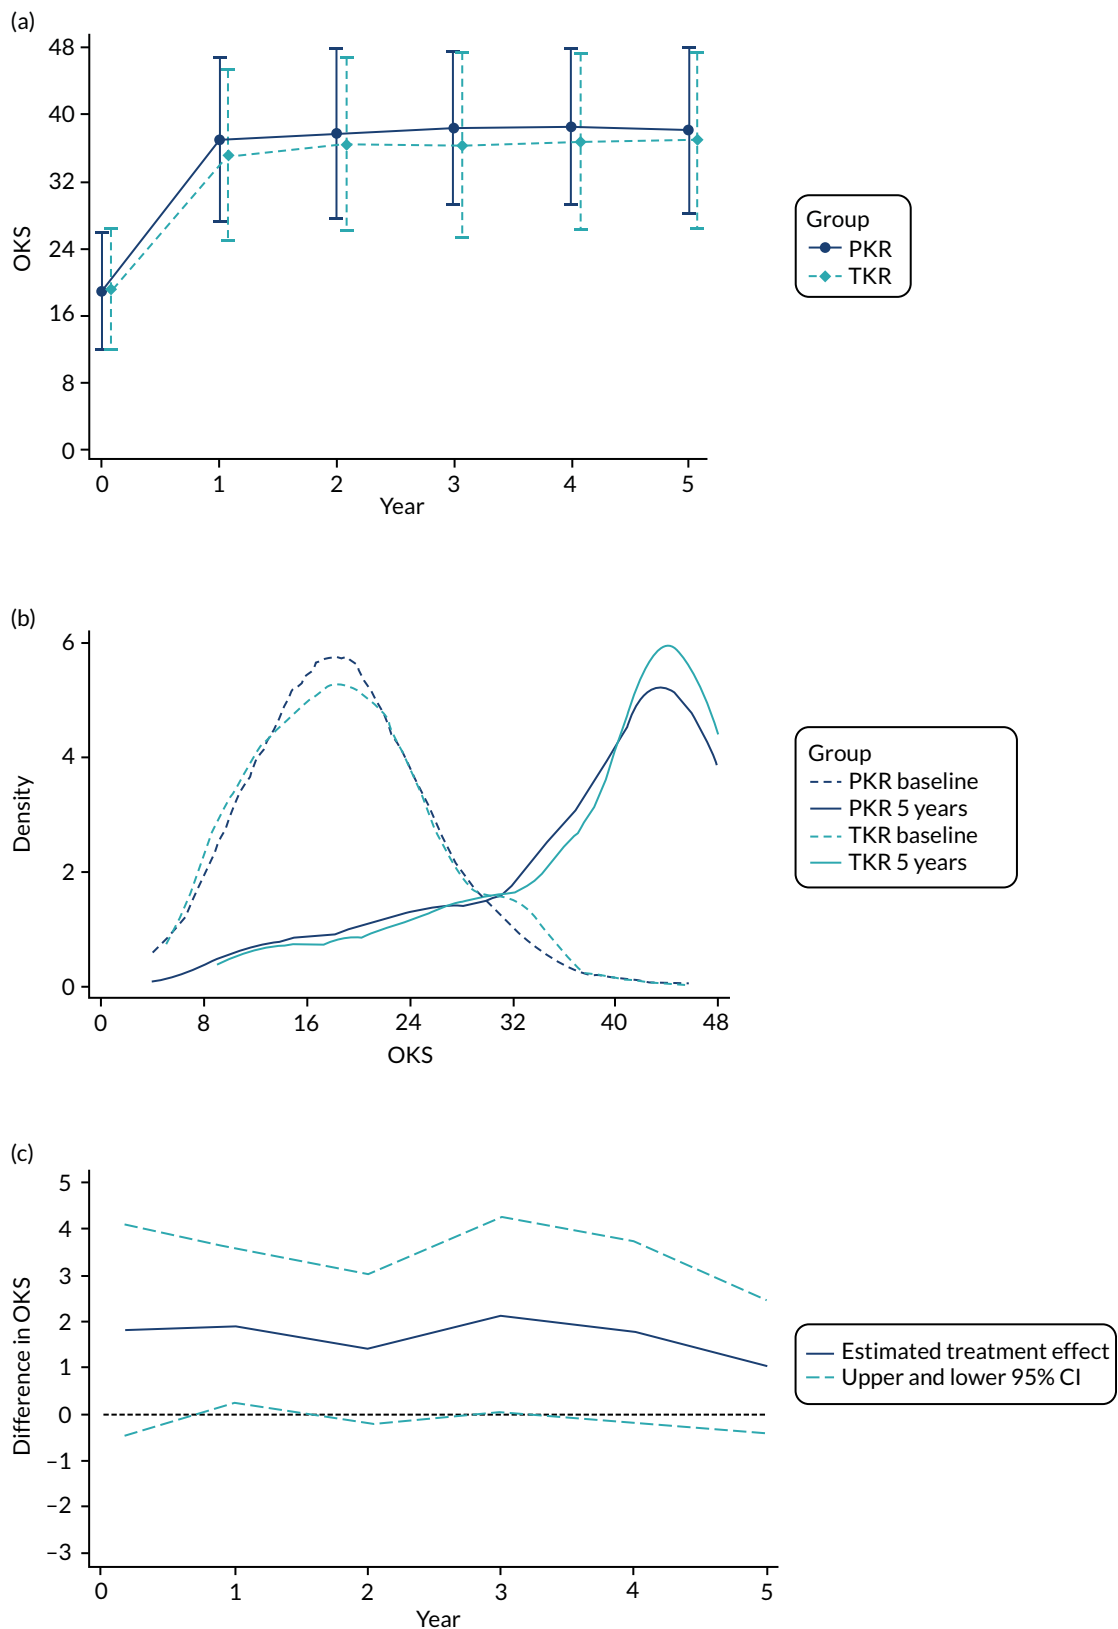 (a)
48
40
32
24
16
8
0
OKS
0 1 2 3 4 5
Year
Group
PKR
TKR
(b)
6
4
2
0
Density
0 8 16 24 32 40 48
OKS
Group
PKR baseline
PKR 5 years
TKR baseline
TKR 5 years
(c)
5
4
3
2
1
0
−1
−2
−3
Difference in OKS
0 1 2 3 4 5
Year
Estimated treatment effect
Upper and lower 95% CI